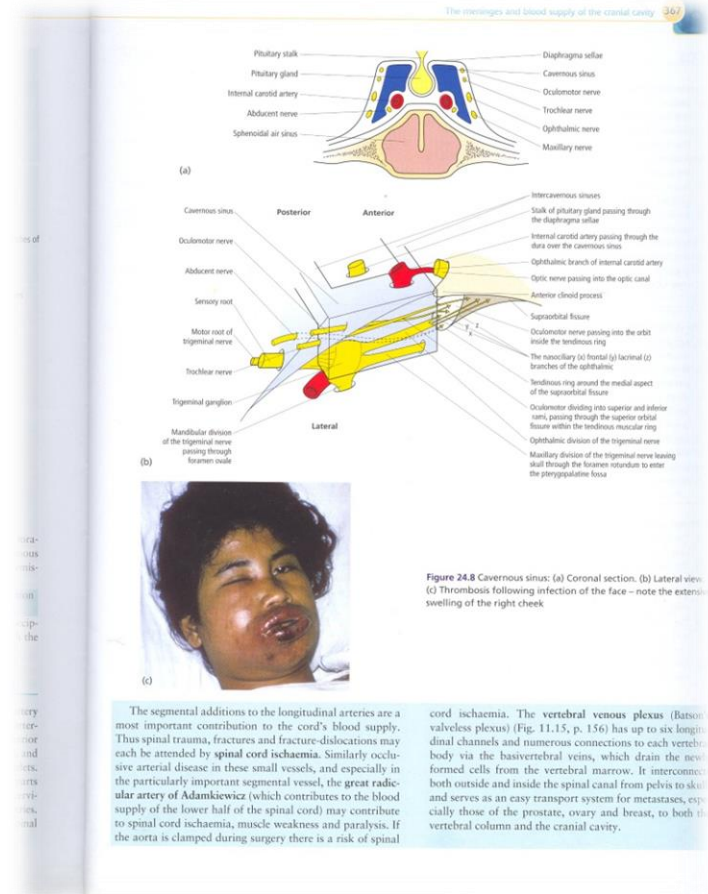 The meninges and blood supply of the cranial cavity 367
Pituitary stalk
Pituitary gland
Internal carotid artery
Abducent nerve
Sphenoidal air sinus
Diaphragma sellae
Cavernous sinus
Oculomotor nerve
Trochlear nerve
Ophthalmic nerve
Maxillary nerve
(a)
Cavernous sinus
Oculomotor nerve
Abducent nerve
Sensory root
Motor root of
trigeminal nerve
Trochlear nerve
Trigeminal ganglion
Mandibular division
of the trigeminal nerve
passing through
foramen ovale
Posterior
Anterior
Lateral
Intercavernous sinuses
Stalk of pituitary gland passing through
the diaphragma sellae
Internal carotid artery passing through the
dura over the cavernous sinus
Ophthalmic branch of internal carotid artery
Optic nerve passing into the optic canal
Anterior clinoid process
Supraorbital fissure
Oculomotor nerve passing into the orbit
inside the tendinous ring
The nasociliary (x) frontal (y) lacrimal (z)
branches of the ophthalmic
Tendinous ring around the medial aspect
of the supraorbital fissure
Oculomotor dividing into superior and inferior
rami, passing through the superior orbital
fissure within the tendinous muscular ring
Ophthalmic division of the trigeminal nerve
Maxillary division of the trigeminal nerve leaving
skull through the foramen rotundum to enter
the pterygopalatine fossa
(b)
(c)
Figure 24.8 Cavernous sinus: (a) Coronal section. (b) Lateral view
(c) Thrombosis following infection of the face – note the
swelling of the right cheek
The segmental additions to the longitudinal arteries are a
most important contribution to the cord's blood supply.
Thus spinal trauma, fractures and fracture-dislocations may
each be attended by spinal cord ischaemia. Similarly occlu-
sive arterial disease in these small vessels, and especially in
the particularly important segmental vessel, the great radic-
ular artery of Adamkiewicz (which contributes to the blood
supply of the lower half of the spinal cord) may contribute
to spinal cord ischaemia, muscle weakness and paralysis. If
the aorta is clamped during surgery there is a risk of spinal
cord ischaemia. The vertebral venous plexus (Batson
valveless plexus) (Fig. 11.15, p. 156) has up to six
dinal channels and numerous connections to each
body via the basivertebral veins, which drain the
formed cells from the vertebral marrow. It
both outside and inside the spinal canal from pelvis to
and serves as an easy transport system for metastases,
cially those of the prostate, ovary and breast, to both
vertebral column and the cranial cavity.